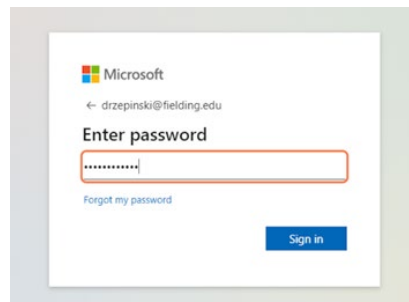 Microsoft
← drzepinski@fielding.edu
Enter password
••••••••••••
Forgot my password
Sign in